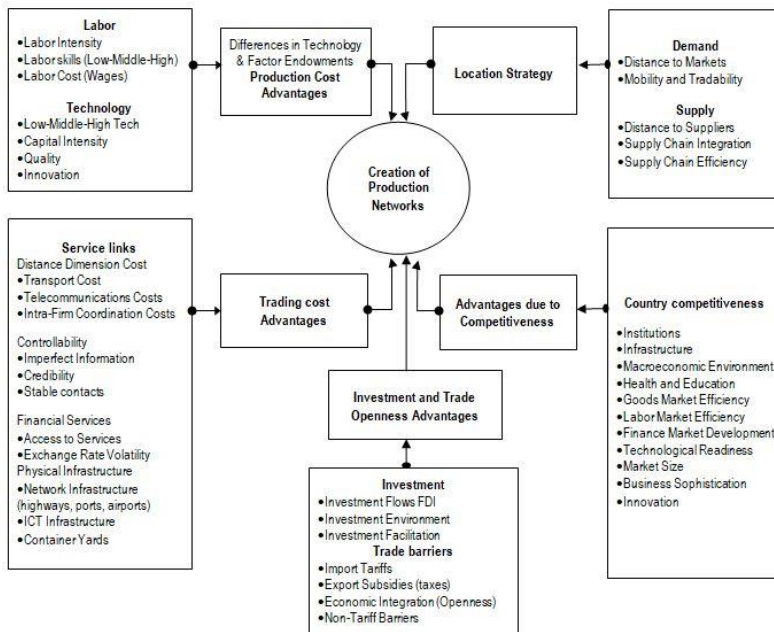 Labor
•Labor Intensity
•Labor skills (Low-Middle-High)
•Labor Cost (Wages)
Technology
•Low-Middle-High Tech
•Capital Intensity
•Quality
•Innovation
Differences in Technology
& Factor Endowments
Production Cost
Advantages
Location Strategy
Demand
•Distance to Markets
•Mobility and Tradability
Supply
•Distance to Suppliers
•Supply Chain Integration
•Supply Chain Efficiency
Creation of
Production
Networks
Service links
Distance Dimension Cost
•Transport Cost
•Telecommunications Costs
•Intra-Firm Coordination Costs
Controllability
•Imperfect Information
•Credibility
•Stable contacts
Financial Services
•Access to Services
•Exchange Rate Volatility
Physical Infrastructure
•Network Infrastructure
(highways, ports, airports)
•ICT Infrastructure
•Container Yards
Trading cost
Advantages
Advantages due to
Competitiveness
Country competitiveness
•Institutions
•Infrastructure
•Macroeconomic Environment
•Health and Education
•Goods Market Efficiency
•Labor Market Efficiency
•Finance Market Development
•Technological Readiness
•Market Size
•Business Sophistication
•Innovation
Investment and Trade
Openness Advantages
Investment
•Investment Flows FDI
•Investment Environment
•Investment Facilitation
Trade barriers
•Import Tariffs
•Export Subsidies (taxes)
•Economic Integration (Openness)
•Non-Tariff Barriers